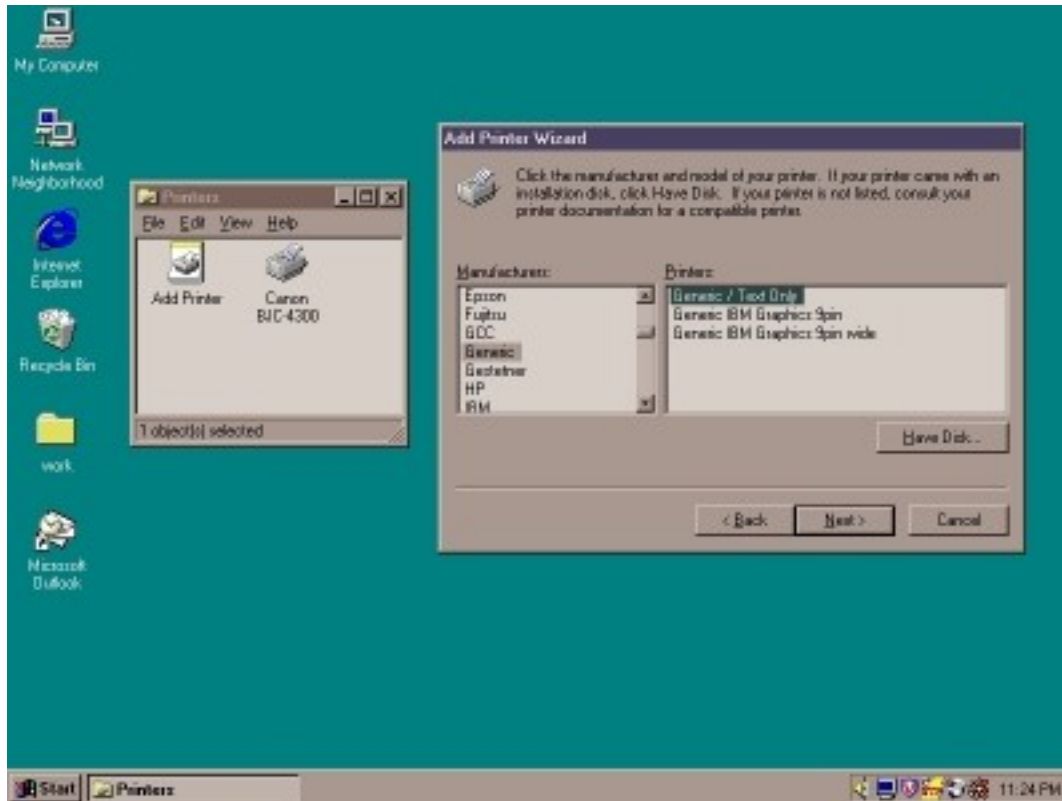 My Computer
Network
Neighborhood
Internet
Explorer
Recycle Bin
work
Microsoft
Outlook
Printers
File Edit View Help
Add Printer
Canon
BJC-4300
1 object(s) selected
Add Printer Wizard
Click the manufacturer and model of your printer. If your printer came with an
installation disk, click Have Disk. If your printer is not listed, consult your
printer documentation for a compatible printer.
Manufacturers:
Epson
Fujitsu
GCC
Generic
Gestetner
HP
IBM
Printers:
Generic / Text Only
Generic IBM Graphics 9pin
Generic IBM Graphics 9pin wide
Have Disk...
< Back
Next >
Cancel
Start
Printers
11:24 PM